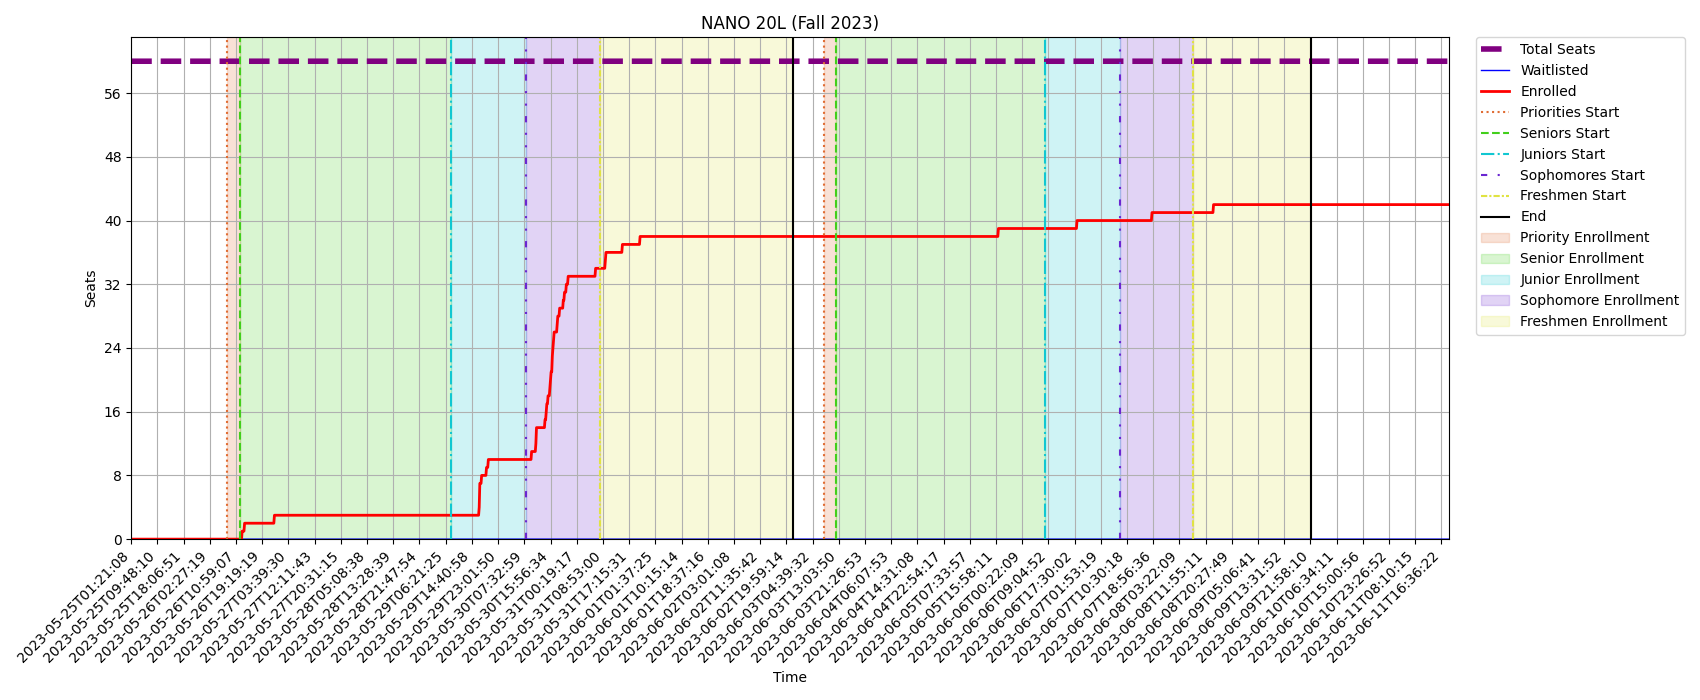 NANO 20L (Fall 2023)
Total Seats
Waitlisted
Enrolled
Priorities Start
Seniors Start
Juniors Start
Sophomores Start
Freshmen Start
End
Priority Enrollment
Senior Enrollment
Junior Enrollment
Sophomore Enrollment
Freshmen Enrollment
Seats
56
48
40
32
24
16
8
0
2023-05-25T01:21:08
2023-05-25T09:48:10
2023-05-25T18:06:51
2023-05-26T02:27:19
2023-05-26T10:59:07
2023-05-26T19:19:19
2023-05-27T03:39:30
2023-05-27T12:11:43
2023-05-27T20:31:15
2023-05-28T05:08:38
2023-05-28T13:28:39
2023-05-28T21:47:54
2023-05-29T06:21:25
2023-05-29T14:40:58
2023-05-29T23:01:50
2023-05-30T07:32:59
2023-05-30T15:56:34
2023-05-31T00:19:17
2023-05-31T08:53:00
2023-05-31T17:15:31
2023-06-01T01:37:25
2023-06-01T10:15:14
2023-06-01T18:37:16
2023-06-02T03:01:08
2023-06-02T11:35:42
2023-06-02T19:59:14
2023-06-03T04:39:32
2023-06-03T13:03:50
2023-06-03T21:26:53
2023-06-04T06:07:53
2023-06-04T14:31:08
2023-06-04T22:54:17
2023-06-05T07:33:57
2023-06-05T15:58:11
2023-06-06T00:22:09
2023-06-06T09:04:52
2023-06-06T17:30:02
2023-06-07T01:53:19
2023-06-07T10:30:18
2023-06-07T18:56:36
2023-06-08T03:22:09
2023-06-08T11:55:11
2023-06-08T20:27:49
2023-06-09T05:06:41
2023-06-09T13:31:52
2023-06-09T21:58:10
2023-06-10T06:34:11
2023-06-10T15:00:56
2023-06-10T23:26:52
2023-06-11T08:10:15
2023-06-11T16:36:22
Time